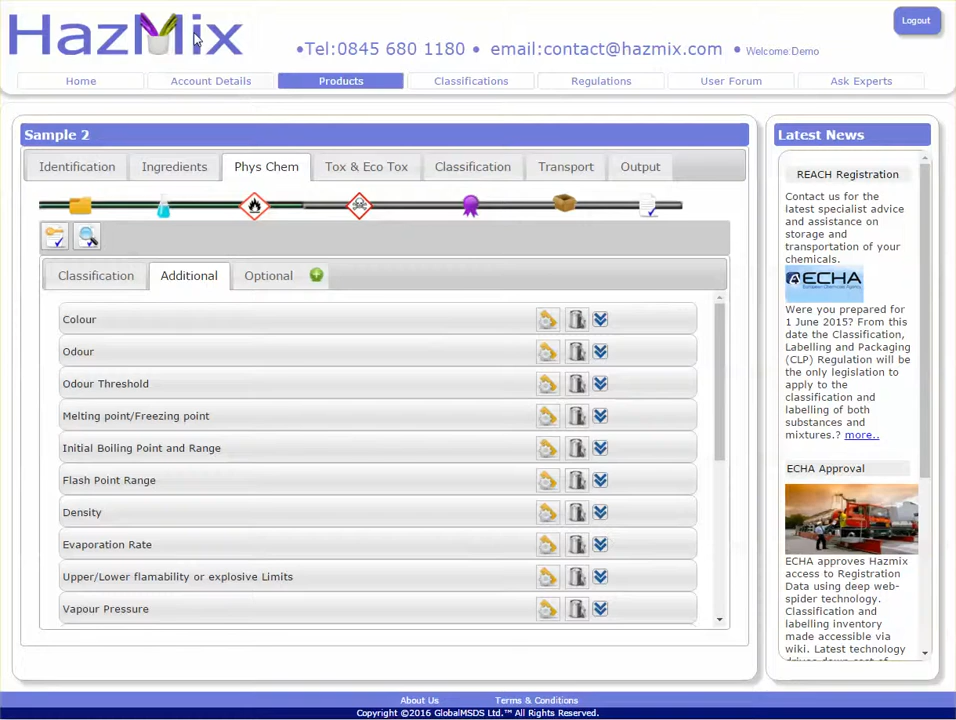 HazMix
•Tel:0845 680 1180 • email:contact@hazmix.com • Welcome:Demo
Logout
Home Account Details Products Classifications Regulations User Forum Ask Experts
Sample 2
Identification Ingredients Phys Chem Tox & Eco Tox Classification Transport Output
Classification Additional Optional
Colour
Odour
Odour Threshold
Melting point/Freezing point
Initial Boiling Point and Range
Flash Point Range
Density
Evaporation Rate
Upper/Lower flamability or explosive Limits
Vapour Pressure
Latest News
REACH Registration
Contact us for the
latest specialist advice
and assistance on
storage and
transportation of your
chemicals.
ECHA
Were you prepared for
1 June 2015? From this
date the Classification,
Labelling and Packaging
(CLP) Regulation will be
the only legislation to
apply to the
classification and
labelling of both
substances and
mixtures.? more..
ECHA Approval
ECHA approves Hazmix
access to Registration
Data using deep web-
spider technology.
Classification and
labelling inventory
made accessible via
wiki. Latest technology
About Us Terms & Conditions
Copyright ©2016 GlobalMSDS Ltd.™ All Rights Reserved.